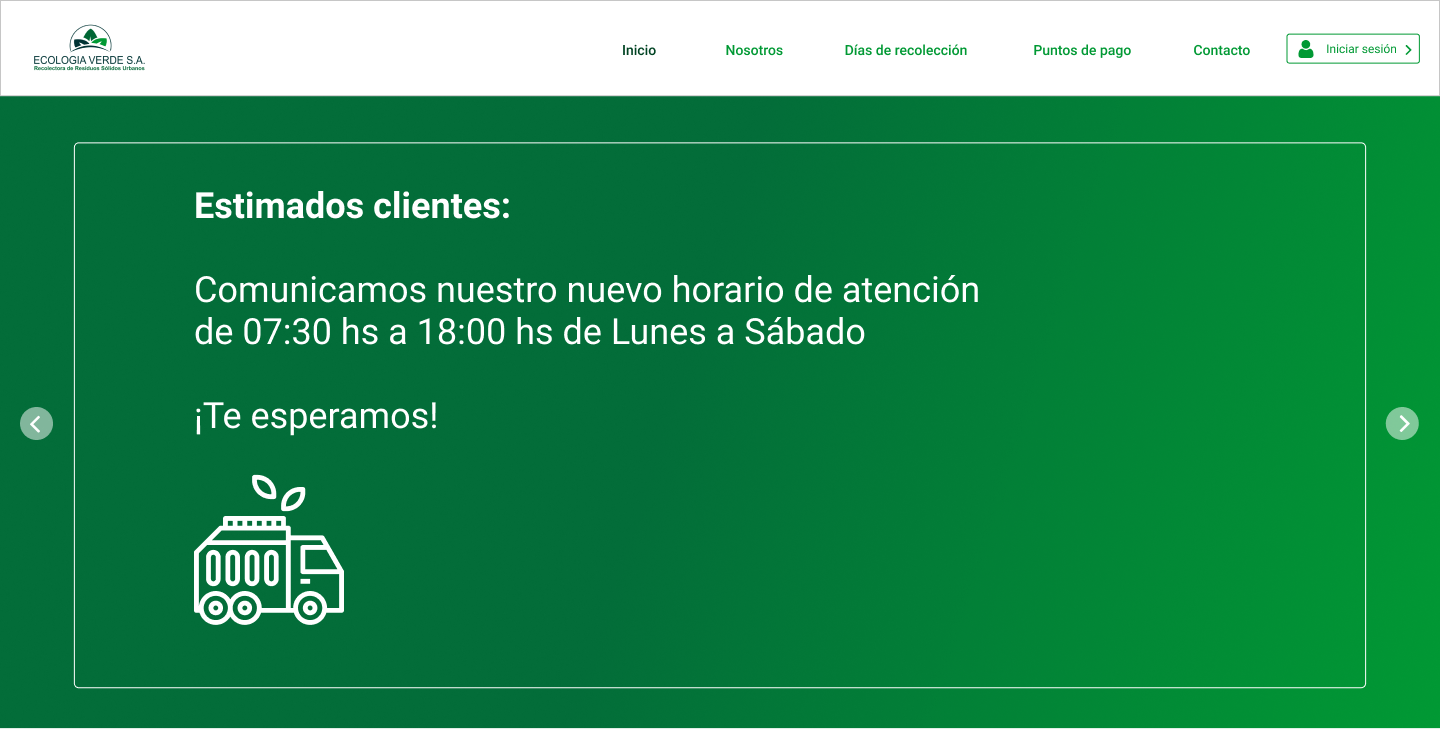 ECOLOGIA VERDE S.A.
Recolectora de Residuos Sólidos Urbanos
Inicio
Nosotros
Días de recolección
Puntos de pago
Contacto
Iniciar sesión
Estimados clientes:
Comunicamos nuestro nuevo horario de atención
de 07:30 hs a 18:00 hs de Lunes a Sábado
¡Te esperamos!